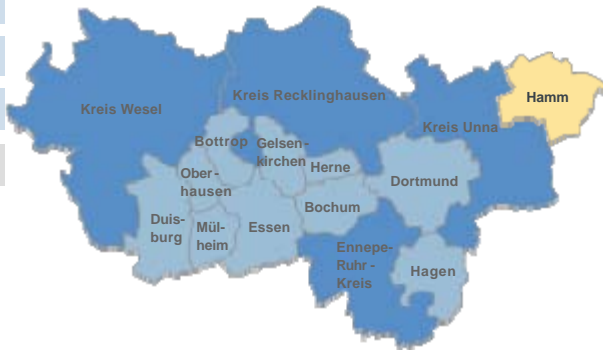 Kreis Wesel
Kreis Recklinghausen
Hamm
Kreis Unna
Bottrop
Gelsen-
kirchen
Herne
Ober-
hausen
Dortmund
Bochum
Duis-
burg
Mül-
heim
Essen
Ennepe-
Ruhr -
Kreis
Hagen